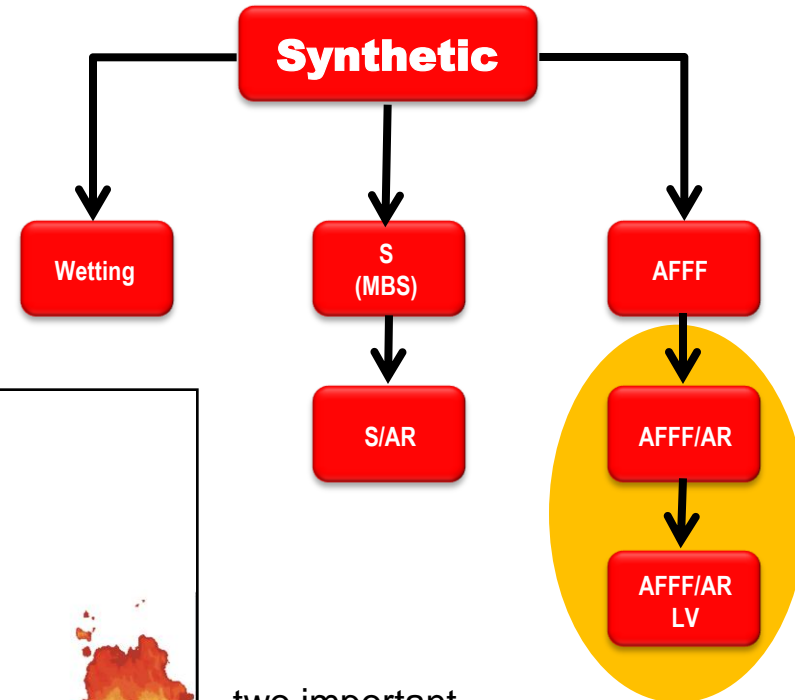 Synthetic
Wetting
S
(MBS)
AFFF
S/AR
AFFF/AR
AFFF/AR
LV
two important